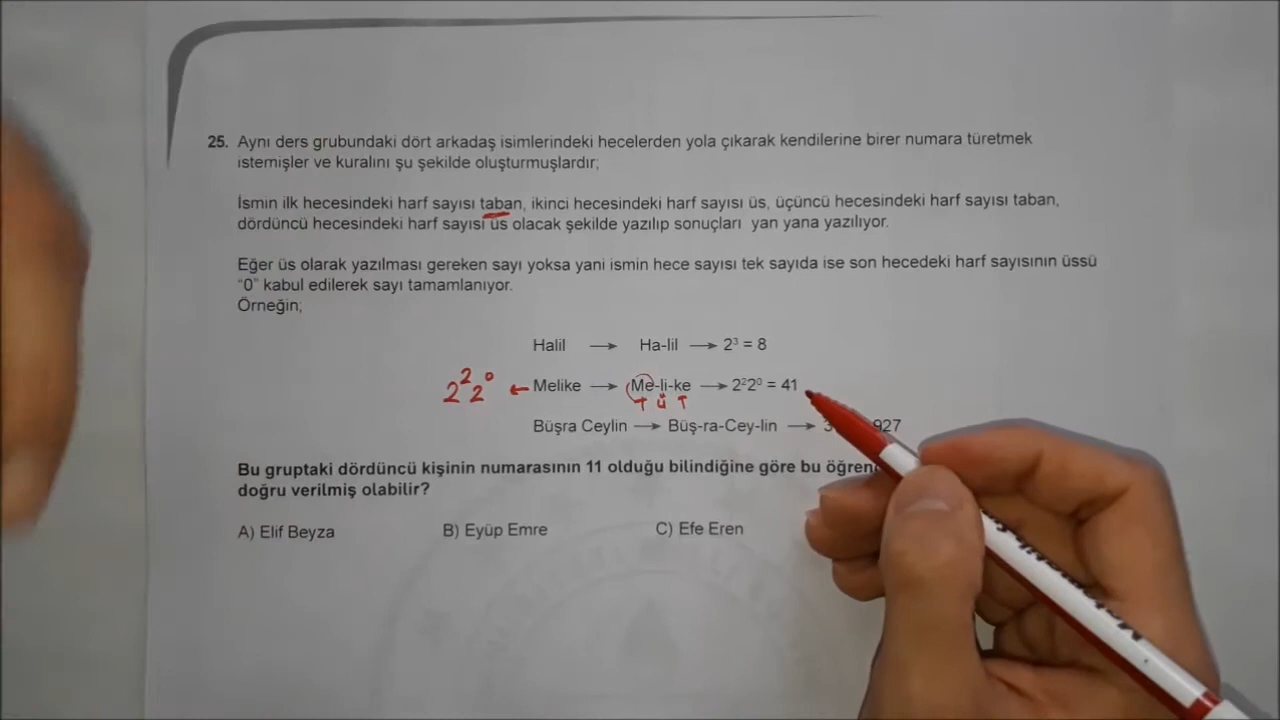 25. Aynı ders grubundaki dört arkadaş isimlerindeki hecelerden yola çıkarak kendilerine birer numara türetmek
istemişler ve kuralını şu şekilde oluşturmuşlardır;
İsmin ilk hecesindeki harf sayısı taban, ikinci hecesindeki harf sayısı üs, üçüncü hecesindeki harf sayısı taban,
dördüncü hecesindeki harf sayısı üs olacak şekilde yazılıp sonuçları yan yana yazılıyor.
Eğer üs olarak yazılması gereken sayı yoksa yani ismin hece sayısı tek sayıda ise son hecedeki harf sayısının üssü
“0” kabul edilerek sayı tamamlanıyor.
Örneğin;
Halil → Ha-lil → 2³ = 8
2²2⁰ ← Melike → Me-li-ke → 2²2⁰ = 41
T ü T
Büşra Ceylin → Büş-ra-Cey-lin → 927
Bu gruptaki dördüncü kişinin numarasının 11 olduğu bilindiğine göre bu
doğru verilmiş olabilir?
A) Elif Beyza B) Eyüp Emre C) Efe Eren